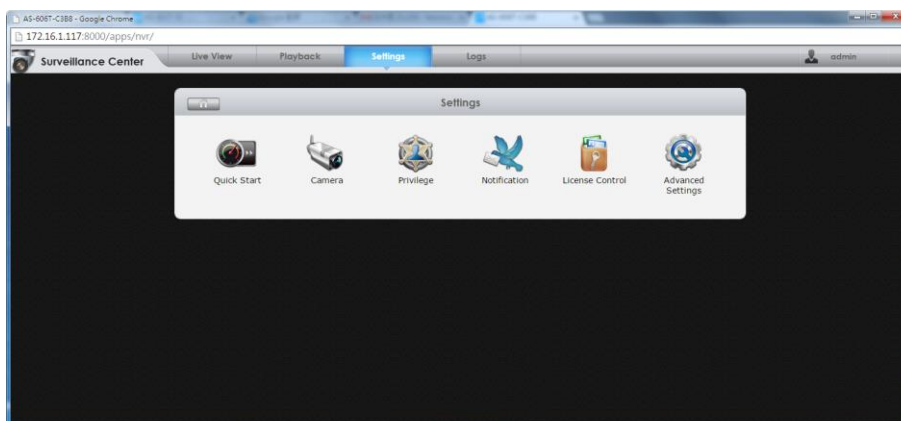 AS-606T-C3B8 - Google Chrome
172.16.1.117:8000/apps/nvr/
Surveillance Center
Live View
Playback
Settings
Logs
admin
Settings
Quick Start
Camera
Privilege
Notification
License Control
Advanced
Settings